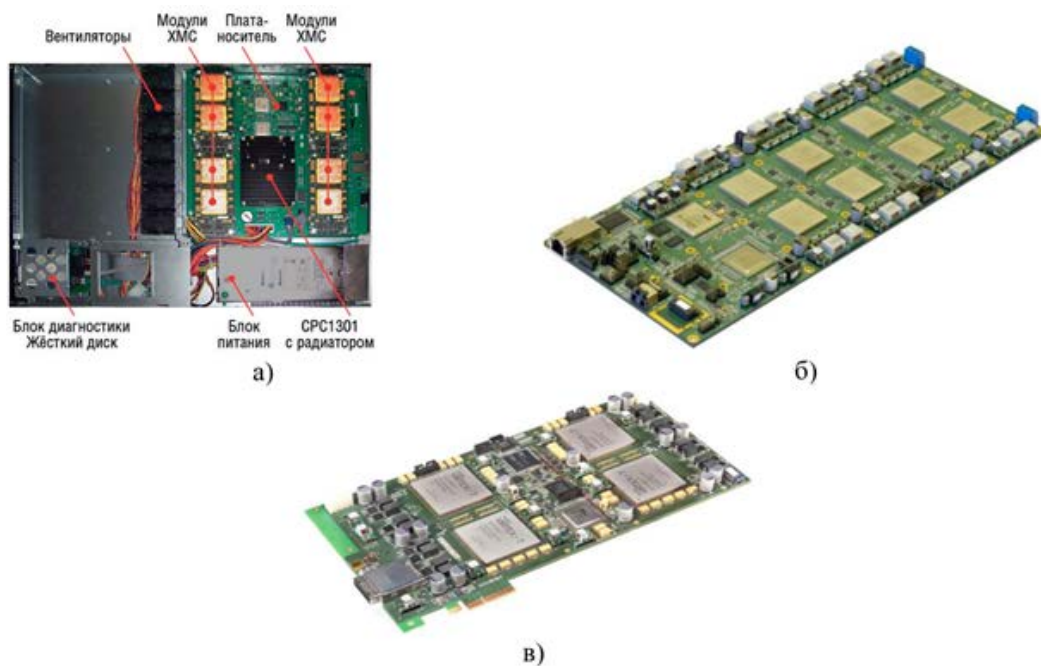 Модули
XMC
Плата-
носитель
Модули
XMC
Вентиляторы
Блок диагностики
Жёсткий диск
Блок
питания
CPC1301
с радиатором
а)
б)
в)